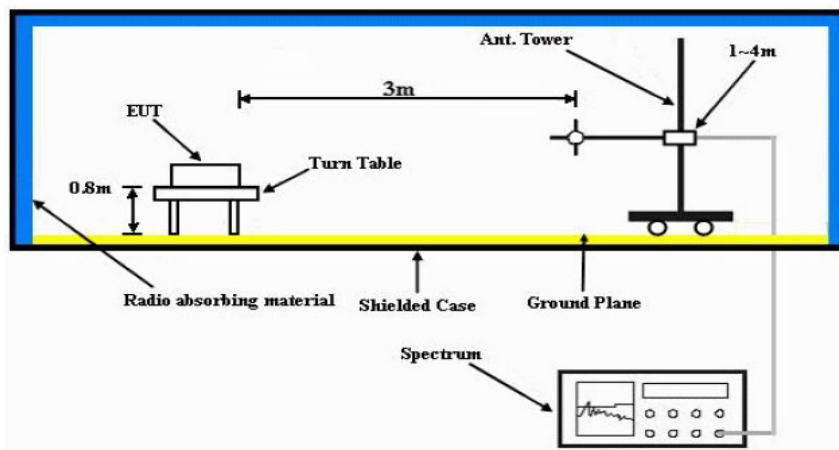 Ant. Tower
1~4m
3m
EUT
Turn Table
0.8m
Radio absorbing material
Shielded Case
Ground Plane
Spectrum